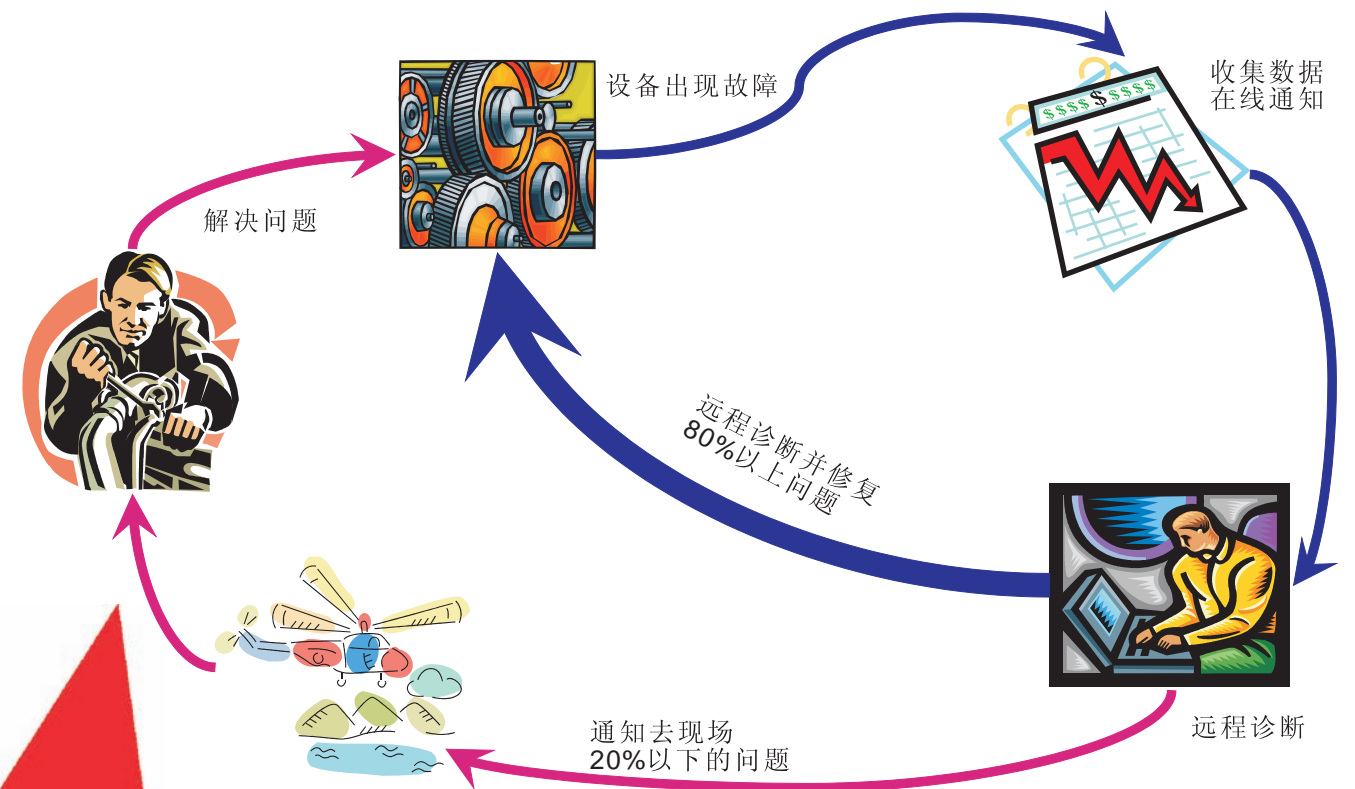 设备出现故障
收集数据
在线通知
解决问题
远程诊断并修复
80%以上问题
远程诊断
通知去现场
20%以下的问题
$$$$$$$$$